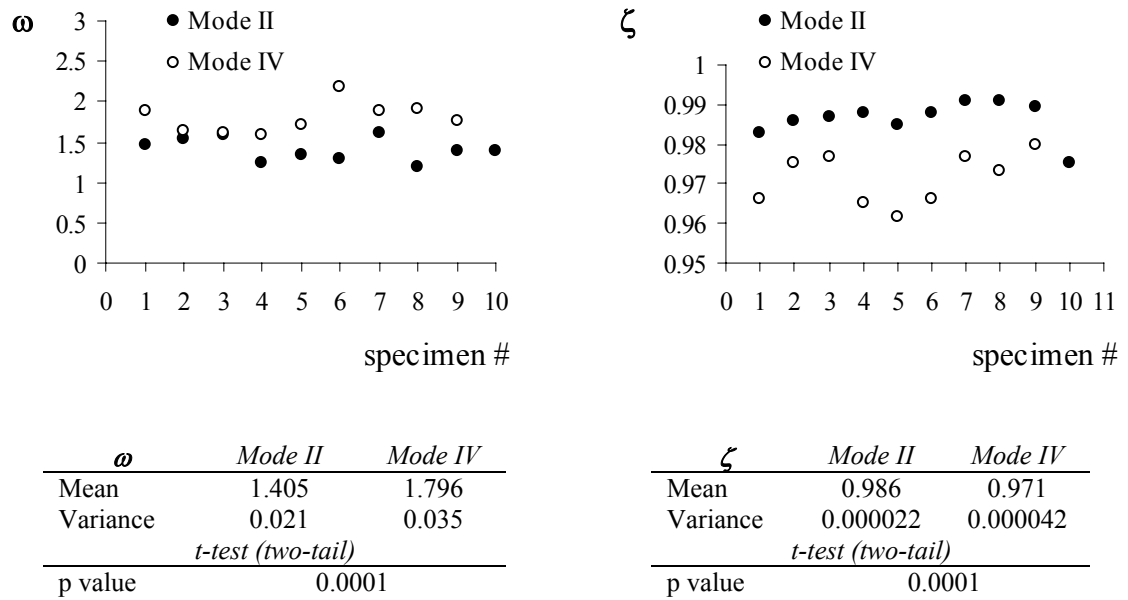 ω
3
2.5
2
1.5
1
0.5
0
Mode II
Mode IV
0 1 2 3 4 5 6 7 8 9 10
specimen #
ζ
Mode II
Mode IV
1
0.99
0.98
0.97
0.96
0.95
0 1 2 3 4 5 6 7 8 9 10 11
specimen #
ω Mode II Mode IV
Mean 1.405 1.796
Variance 0.021 0.035
t-test (two-tail)
p value 0.0001
ζ Mode II Mode IV
Mean 0.986 0.971
Variance 0.000022 0.000042
t-test (two-tail)
p value 0.0001